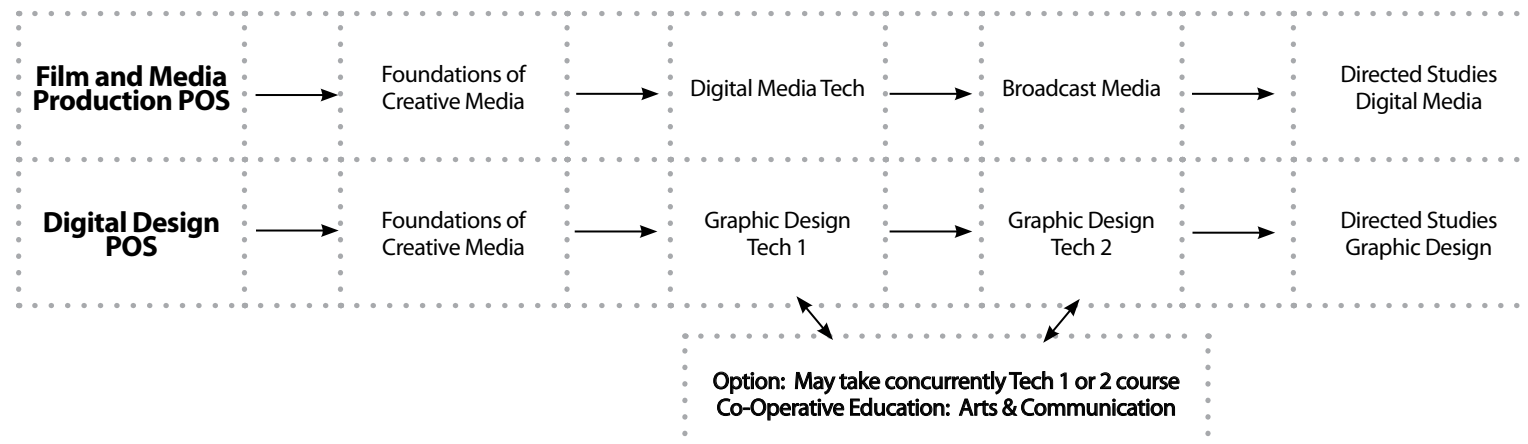 Film and Media
Production POS
Foundations of
Creative Media
Digital Media Tech
Broadcast Media
Directed Studies
Digital Media
Digital Design
POS
Foundations of
Creative Media
Graphic Design
Tech 1
Graphic Design
Tech 2
Directed Studies
Graphic Design
Option: May take concurrently Tech 1 or 2 course
Co-Operative Education: Arts & Communication